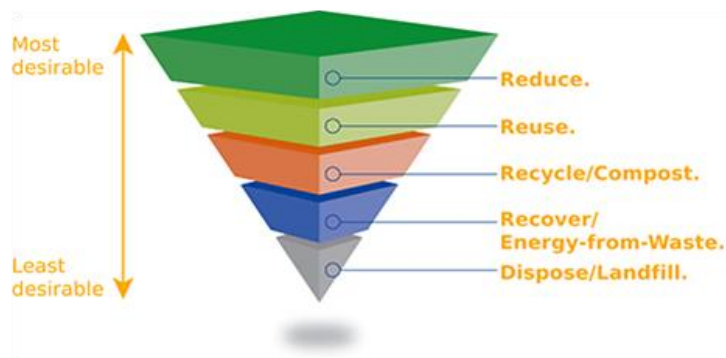 Most
desirable
Reduce.
Reuse.
Recycle/Compost.
Recover/
Energy-from-Waste.
Least
desirable
Dispose/Landfill.